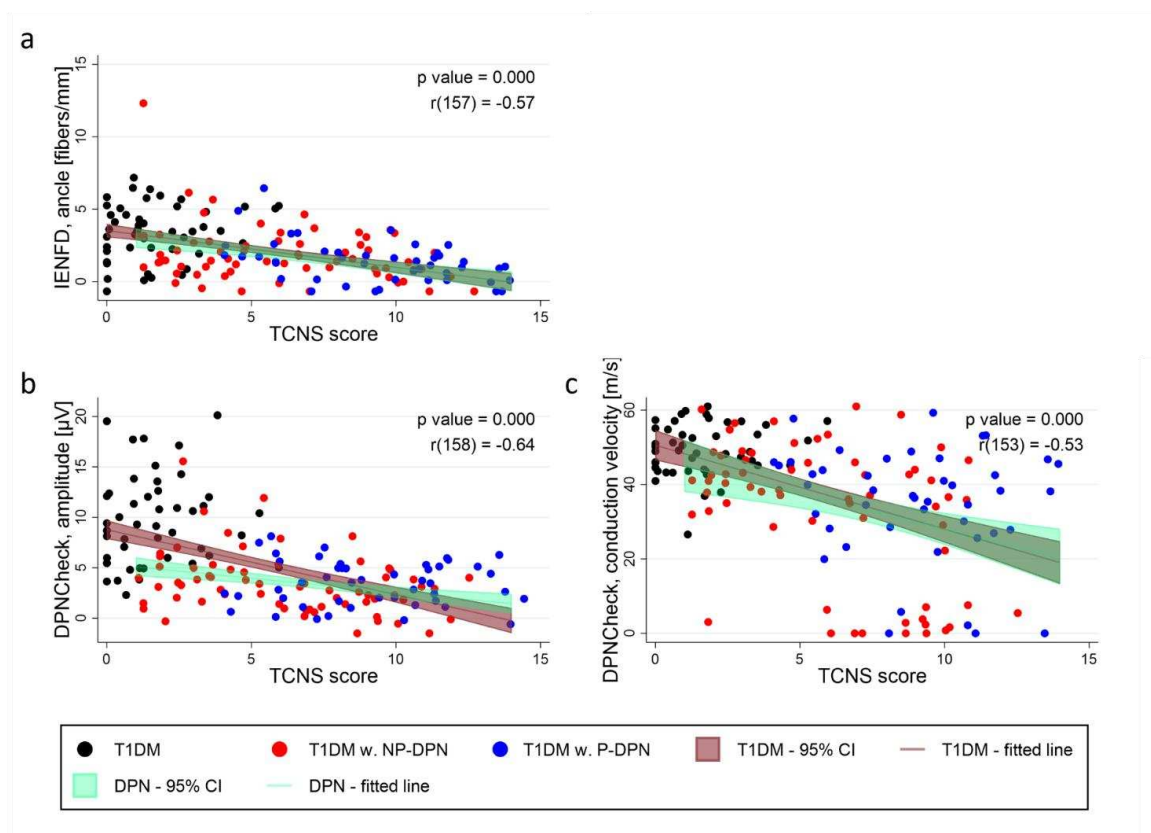 a
IENFD, ancle [fibers/mm]
15
10
5
0
p value = 0.000
r(157) = -0.57
0 5 10 15
TCNS score
b
DPNCheck, amplitude [µV]
20
15
10
5
0
p value = 0.000
r(158) = -0.64
0 5 10 15
TCNS score
c
DPNCheck, conduction velocity [m/s]
60
40
20
0
p value = 0.000
r(153) = -0.53
0 5 10 15
TCNS score
T1DM T1DM w. NP-DPN T1DM w. P-DPN T1DM - 95% CI T1DM - fitted line
DPN - 95% CI DPN - fitted line